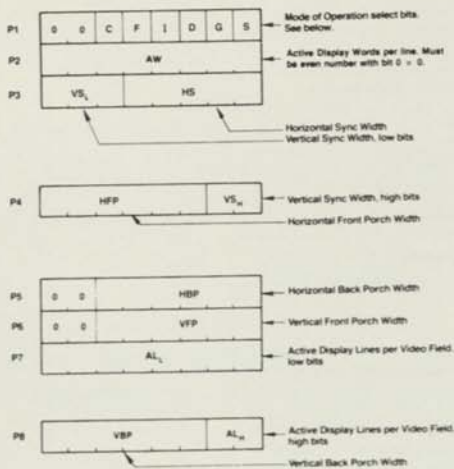 P1 0 0 C F I D G S Mode of Operation select bits.
See below.
P2 AW Active Display Words per line. Must
be even number with bit 0 = 0.
P3 VSL HS
Horizontal Sync Width
Vertical Sync Width, low bits
P4 HFP VSH Vertical Sync Width, high bits
Horizontal Front Porch Width
P5 0 0 HBP Horizontal Back Porch Width
P6 0 0 VFP Vertical Front Porch Width
P7 ALL Active Display Lines per Video Field.
low bits
P8 VBP ALH Active Display Lines per Video Field.
high bits
Vertical Back Porch Width